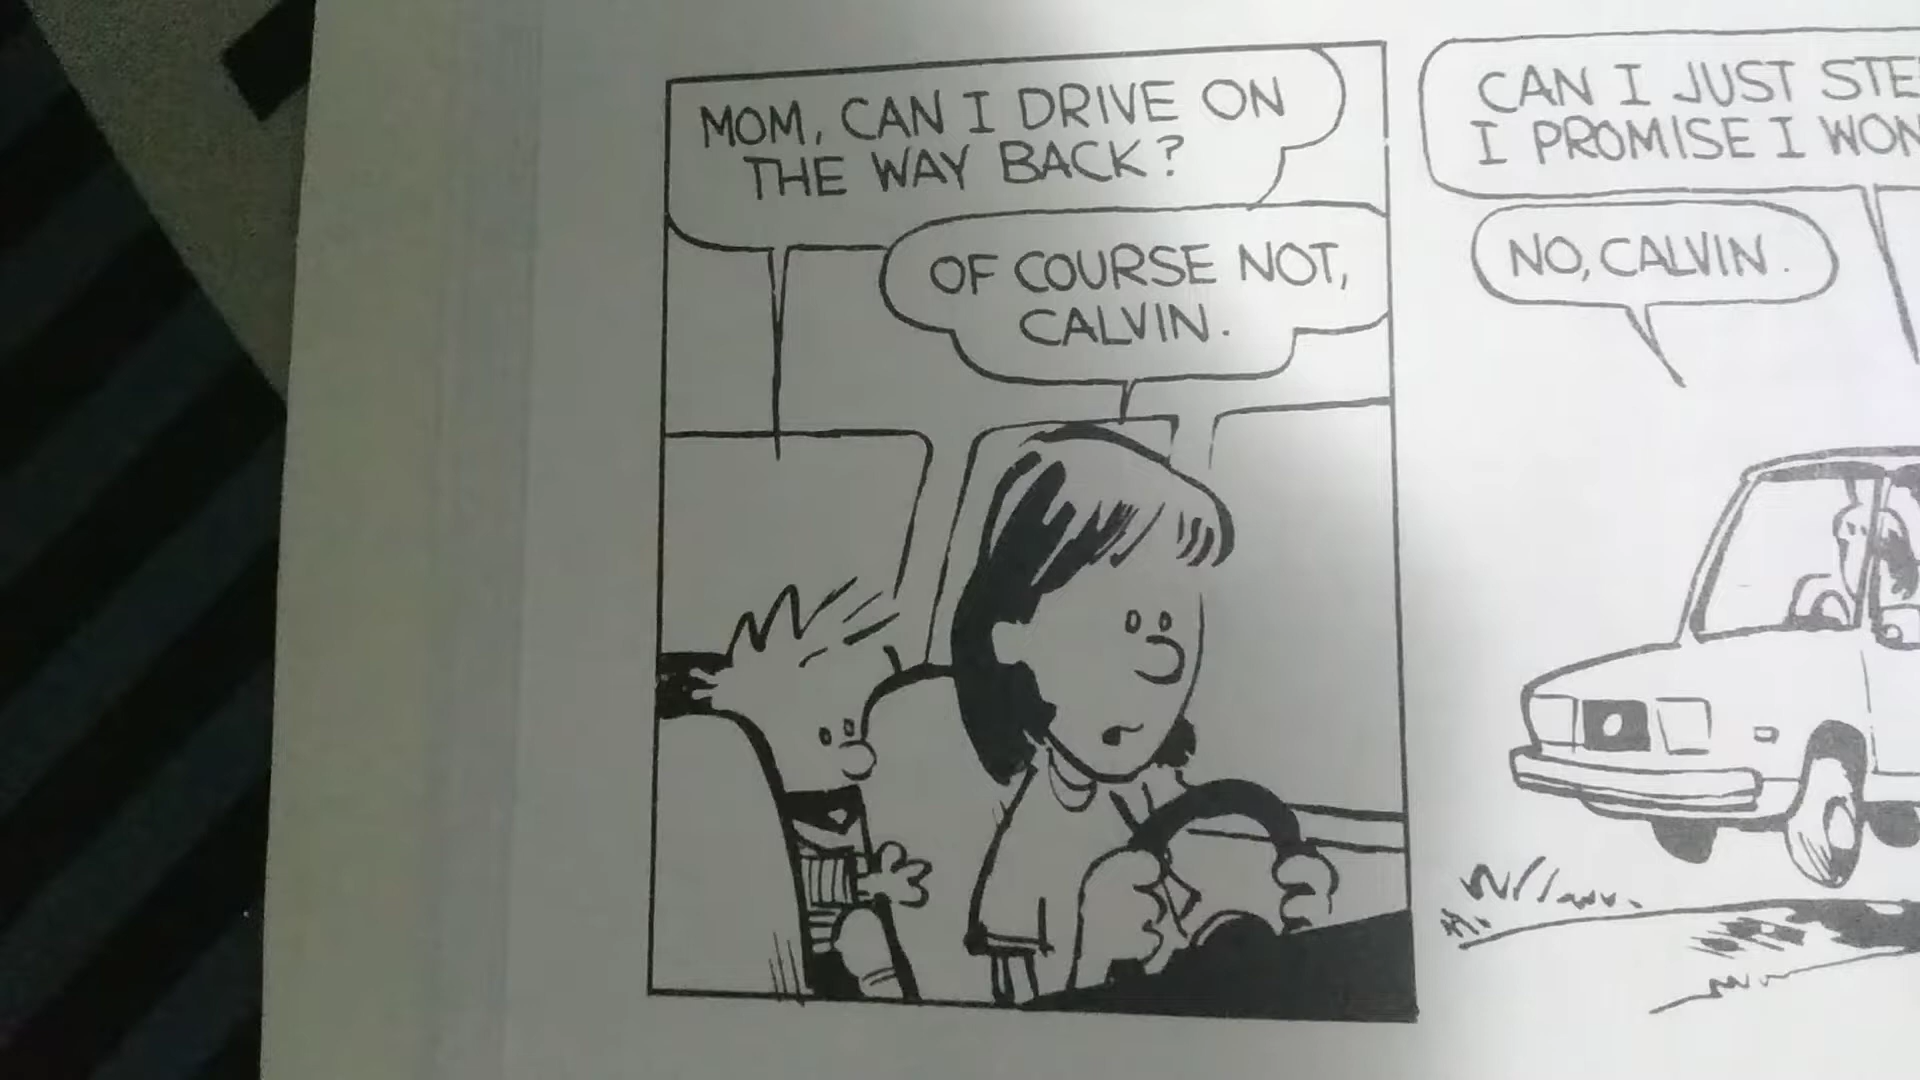 MOM, CAN I DRIVE ON
THE WAY BACK?
OF COURSE NOT,
CALVIN.
CAN I JUST
I PROMISE I
NO, CALVIN.